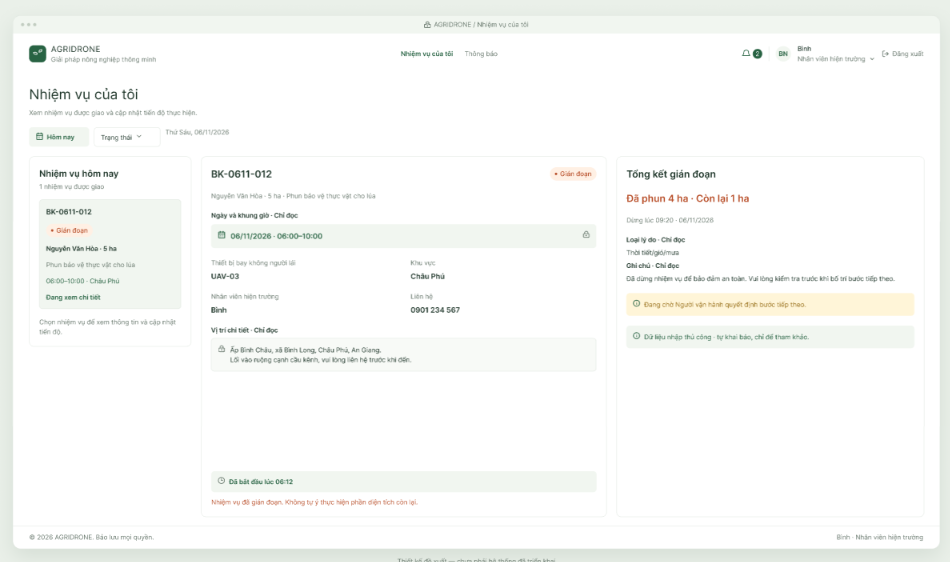 AGRIDRONE / Nhiệm vụ của tôi
AGRIDRONE
Giải pháp nông nghiệp thông minh
Nhiệm vụ của tôi
Thông báo
2
BN
Bình
Nhân viên hiện trường
Đăng xuất
Nhiệm vụ của tôi
Xem nhiệm vụ được giao và cập nhật tiến độ thực hiện.
Hôm nay
Trạng thái
Thứ Sáu, 06/11/2026
Nhiệm vụ hôm nay
1 nhiệm vụ được giao
BK-0611-012
• Gián đoạn
Nguyễn Văn Hòa · 5 ha
Phun bảo vệ thực vật cho lúa
06:00–10:00 · Châu Phú
Đang xem chi tiết
Chọn nhiệm vụ để xem thông tin và cập nhật
tiến độ.
BK-0611-012
• Gián đoạn
Nguyễn Văn Hòa · 5 ha · Phun bảo vệ thực vật cho lúa
Ngày và khung giờ · Chỉ đọc
06/11/2026 · 06:00–10:00
Thiết bị bay không người lái
UAV-03
Khu vực
Châu Phú
Nhân viên hiện trường
Bình
Liên hệ
0901 234 567
Vị trí chi tiết · Chỉ đọc
Ấp Bình Châu, xã Bình Long, Châu Phú, An Giang.
Lối vào ruộng cạnh cầu kênh, vui lòng liên hệ trước khi đến.
Đã bắt đầu lúc 06:12
Nhiệm vụ đã gián đoạn. Không tự ý thực hiện phần diện tích còn lại.
Tổng kết gián đoạn
Đã phun 4 ha · Còn lại 1 ha
Dừng lúc 09:20 · 06/11/2026
Loại lý do · Chỉ đọc
Thời tiết/gió/mưa
Ghi chú · Chỉ đọc
Đã dừng nhiệm vụ để bảo đảm an toàn. Vui lòng kiểm tra trước khi bố trí bước tiếp theo.
Đang chờ Người vận hành quyết định bước tiếp theo.
Dữ liệu nhập thủ công · tự khai báo, chỉ để tham khảo.
© 2026 AGRIDRONE. Bảo lưu mọi quyền.
Bình · Nhân viên hiện trường
Thiết kế đề xuất — chưa phải hệ thống đã triển khai